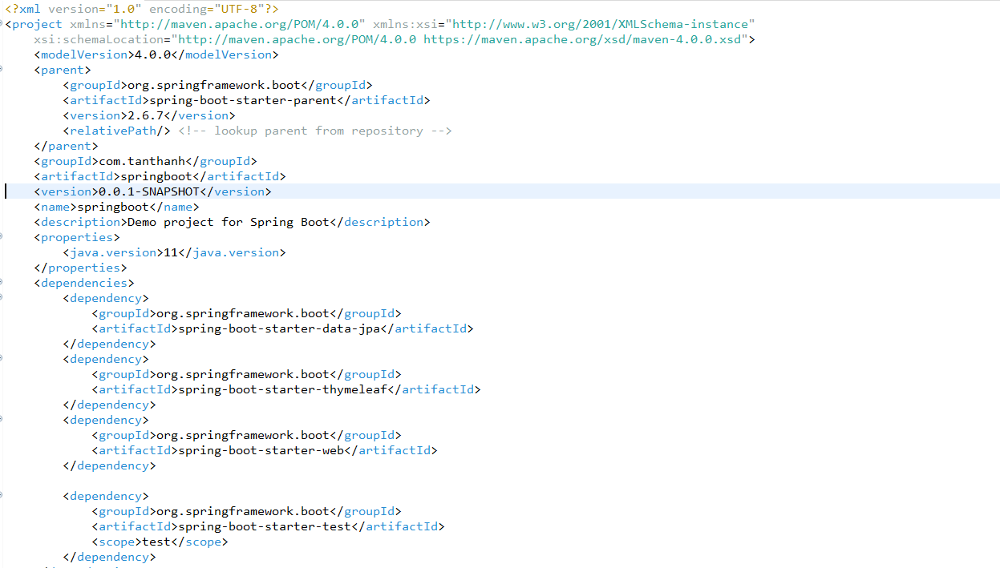 <?xml version="1.0" encoding="UTF-8"?>
<project xmlns="http://maven.apache.org/POM/4.0.0" xmlns:xsi="http://www.w3.org/2001/XMLSchema-instance"
    xsi:schemaLocation="http://maven.apache.org/POM/4.0.0 https://maven.apache.org/xsd/maven-4.0.0.xsd">
    <modelVersion>4.0.0</modelVersion>
    <parent>
        <groupId>org.springframework.boot</groupId>
        <artifactId>spring-boot-starter-parent</artifactId>
        <version>2.6.7</version>
        <relativePath/> <!-- lookup parent from repository -->
    </parent>
    <groupId>com.tanthanh</groupId>
    <artifactId>springboot</artifactId>
    <version>0.0.1-SNAPSHOT</version>
    <name>springboot</name>
    <description>Demo project for Spring Boot</description>
    <properties>
        <java.version>11</java.version>
    </properties>
    <dependencies>
        <dependency>
            <groupId>org.springframework.boot</groupId>
            <artifactId>spring-boot-starter-data-jpa</artifactId>
        </dependency>
        <dependency>
            <groupId>org.springframework.boot</groupId>
            <artifactId>spring-boot-starter-thymeleaf</artifactId>
        </dependency>
        <dependency>
            <groupId>org.springframework.boot</groupId>
            <artifactId>spring-boot-starter-web</artifactId>
        </dependency>

        <dependency>
            <groupId>org.springframework.boot</groupId>
            <artifactId>spring-boot-starter-test</artifactId>
            <scope>test</scope>
        </dependency>